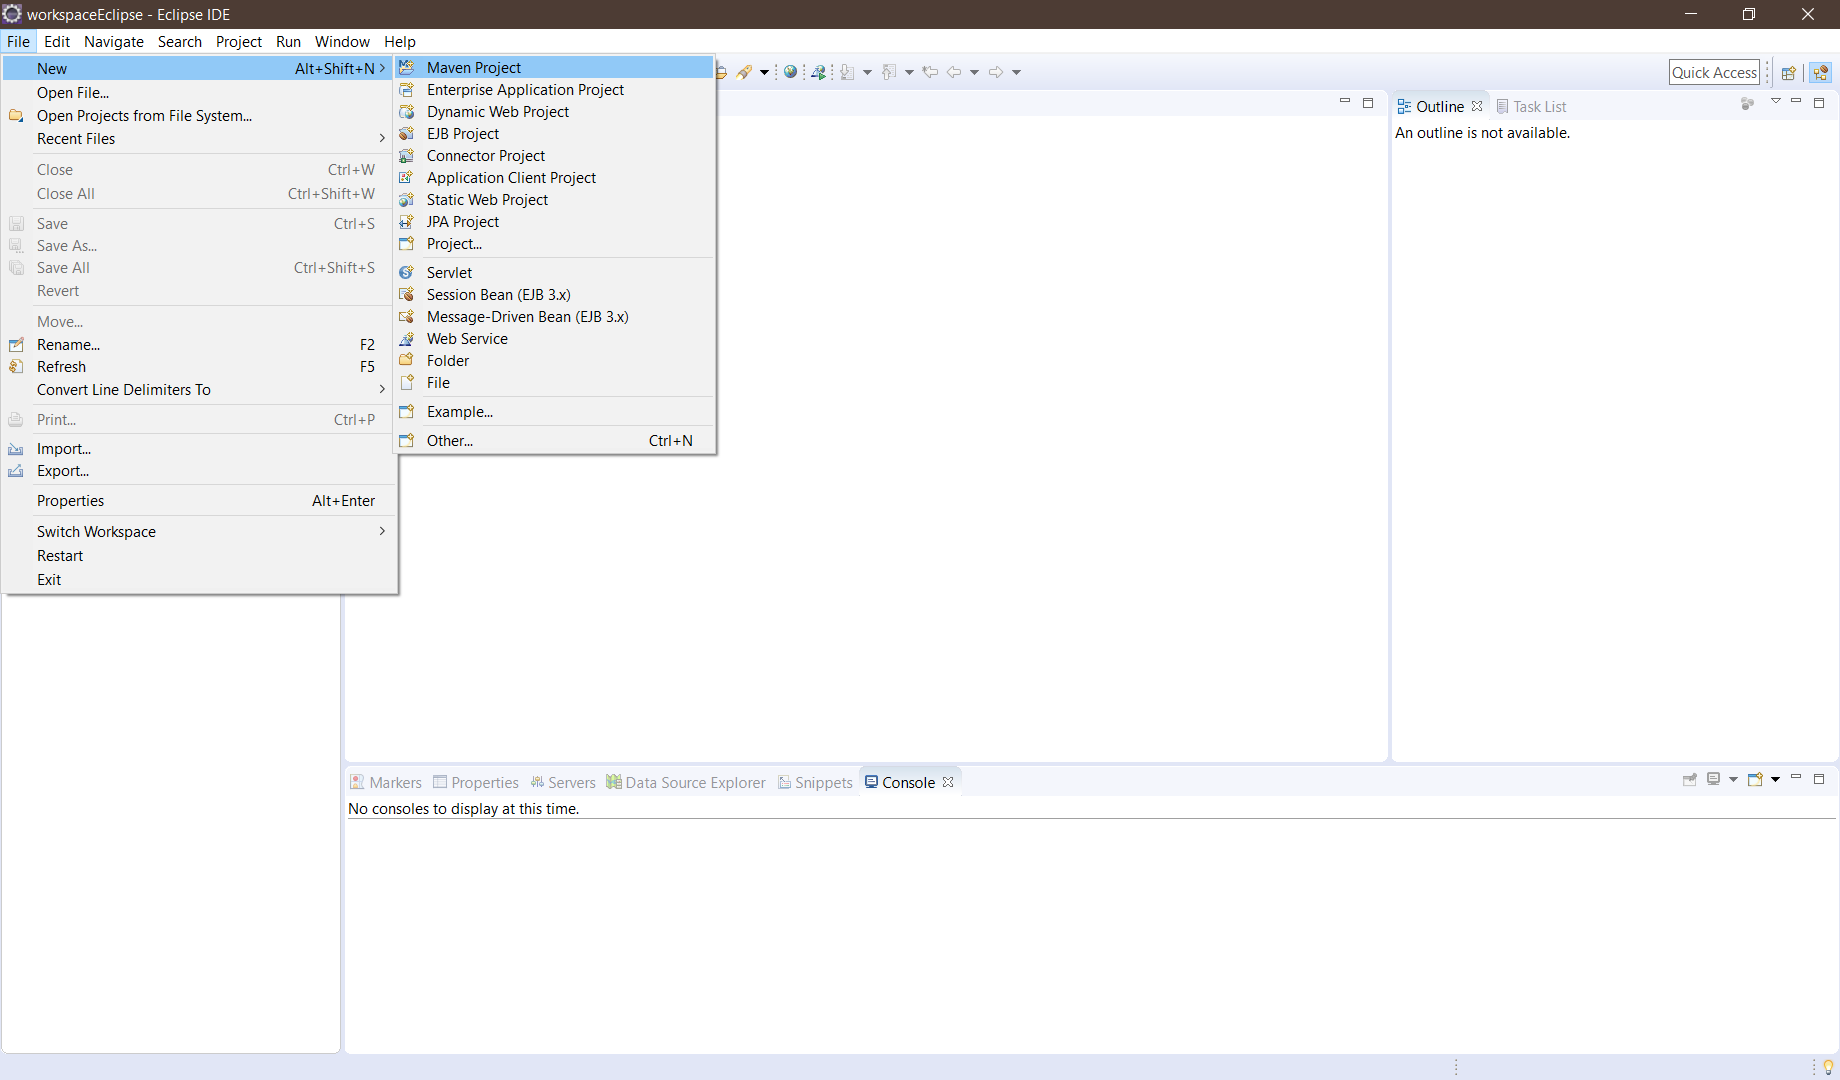 workspaceEclipse - Eclipse IDE
File Edit Navigate Search Project Run Window Help
New Alt+Shift+N
Open File...
Open Projects from File System...
Recent Files
Close Ctrl+W
Close All Ctrl+Shift+W
Save Ctrl+S
Save As...
Save All Ctrl+Shift+S
Revert
Move...
Rename... F2
Refresh F5
Convert Line Delimiters To
Print... Ctrl+P
Import...
Export...
Properties Alt+Enter
Switch Workspace
Restart
Exit
Maven Project
Enterprise Application Project
Dynamic Web Project
EJB Project
Connector Project
Application Client Project
Static Web Project
JPA Project
Project...
Servlet
Session Bean (EJB 3.x)
Message-Driven Bean (EJB 3.x)
Web Service
Folder
File
Example...
Other... Ctrl+N
Quick Access
Outline Task List
An outline is not available.
Markers Properties Servers Data Source Explorer Snippets Console
No consoles to display at this time.